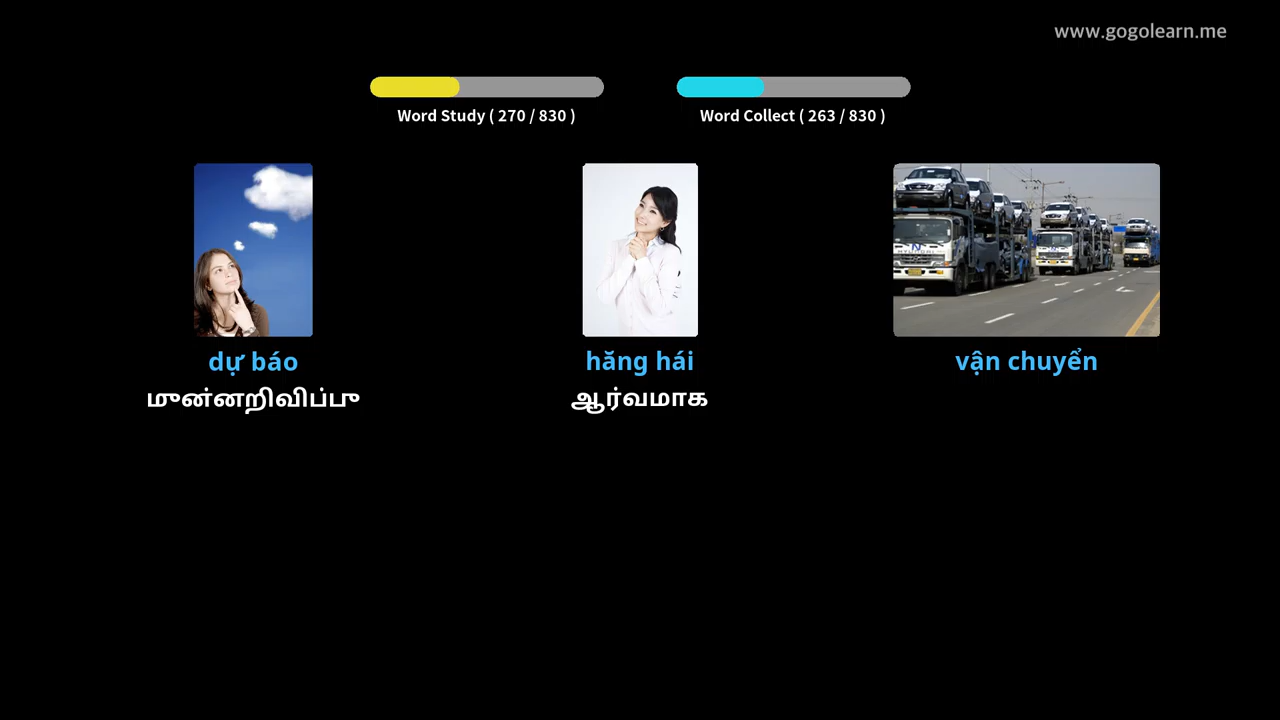 www.gogolearn.me
Word Study ( 270 / 830 )
Word Collect ( 263 / 830 )
dự báo
hăng hái
vận chuyển
முன்னறிவிப்பு
ஆர்வமாக